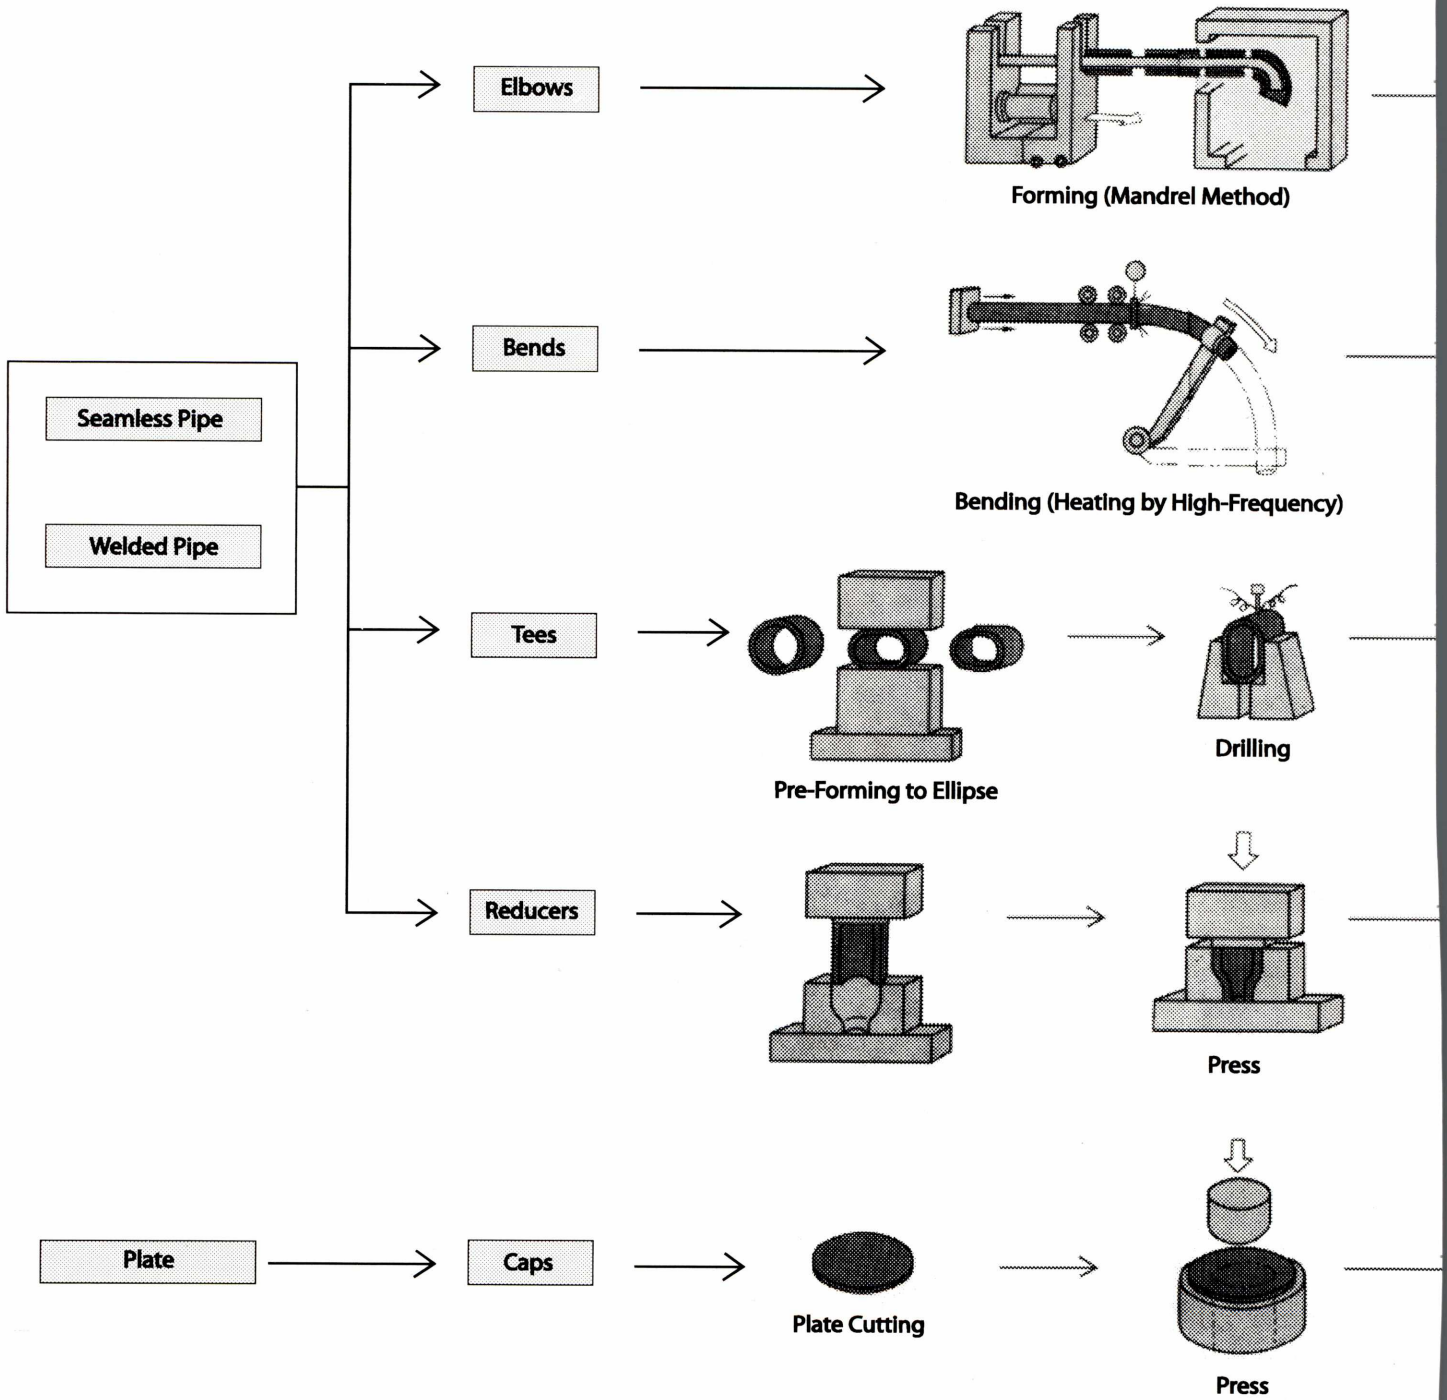 Elbows
Forming (Mandrel Method)
Bends
Bending (Heating by High-Frequency)
Seamless Pipe
Welded Pipe
Tees
Pre-Forming to Ellipse
Drilling
Reducers
Press
Plate
Caps
Plate Cutting
Press